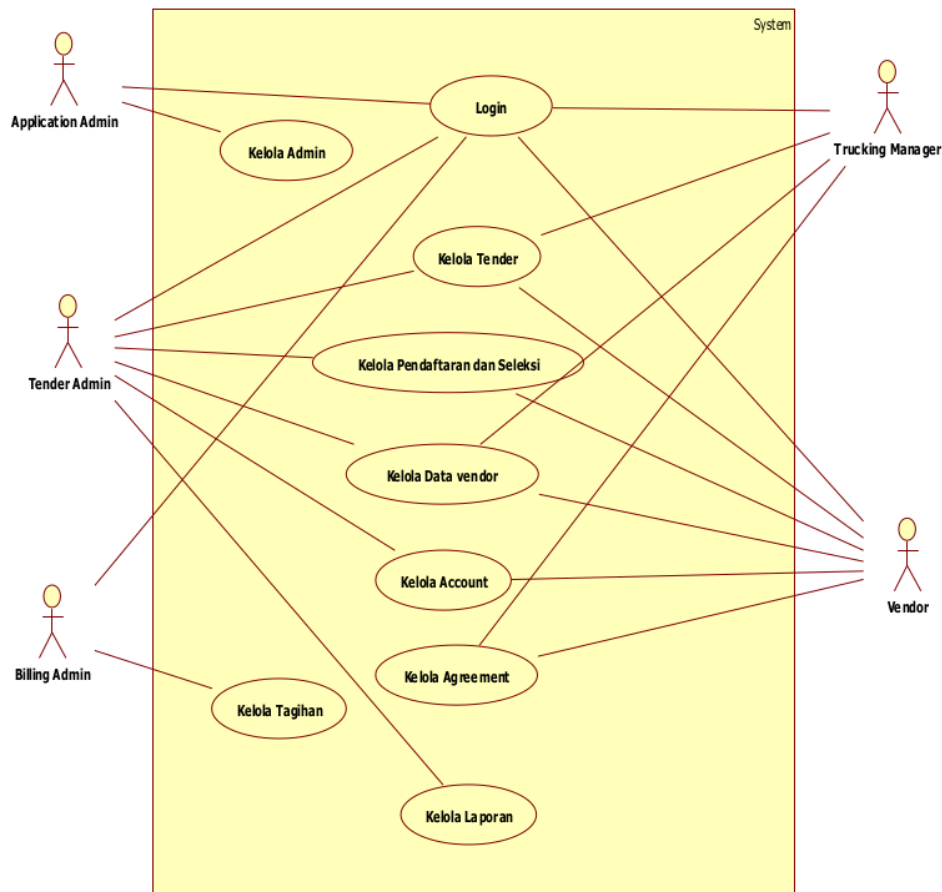 System
Application Admin
Login
Trucking Manager
Kelola Admin
Kelola Tender
Tender Admin
Kelola Pendaftaran dan Seleksi
Kelola Data vendor
Kelola Account
Vendor
Billing Admin
Kelola Agreement
Kelola Tagihan
Kelola Laporan